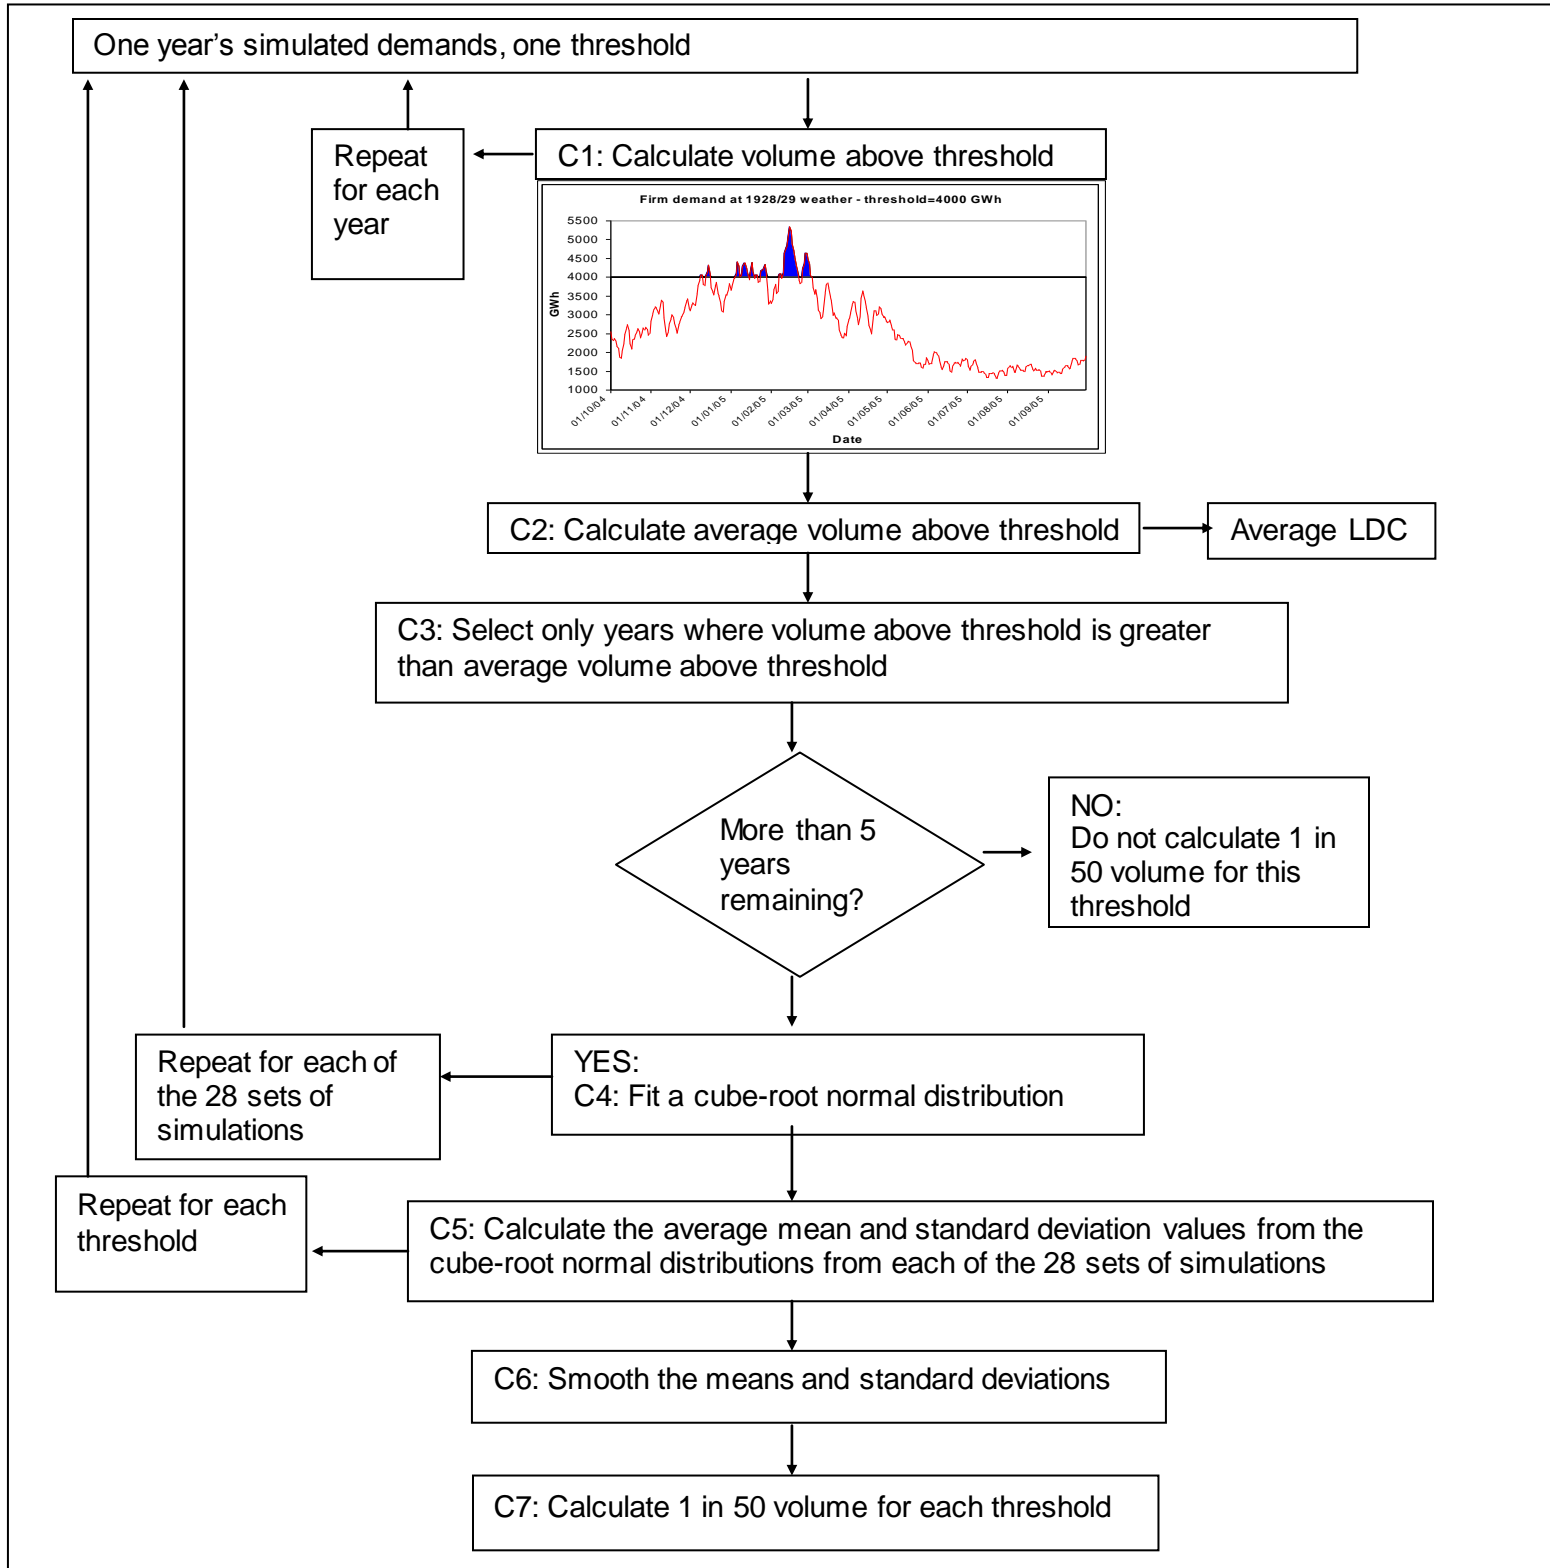 One year’s simulated demands, one threshold
Repeat
for each
year
C1: Calculate volume above threshold
Firm demand at 1928/29 weather - threshold=4000 GWh
5500
5000
4500
4000
3500
3000
2500
2000
1500
1000
GWh
01/10/04
01/11/04
01/12/04
01/01/05
01/02/05
01/03/05
01/04/05
01/05/05
01/06/05
01/07/05
01/08/05
01/09/05
Date
C2: Calculate average volume above threshold
Average LDC
C3: Select only years where volume above threshold is greater
than average volume above threshold
More than 5
years
remaining?
NO:
Do not calculate 1 in
50 volume for this
threshold
Repeat for each of
the 28 sets of
simulations
YES:
C4: Fit a cube-root normal distribution
Repeat for each
threshold
C5: Calculate the average mean and standard deviation values from the
cube-root normal distributions from each of the 28 sets of simulations
C6: Smooth the means and standard deviations
C7: Calculate 1 in 50 volume for each threshold